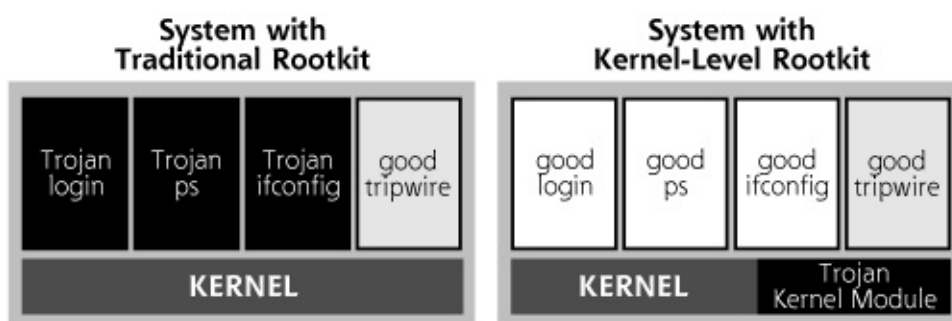 System with
Traditional Rootkit
Trojan
login
Trojan
ps
Trojan
ifconfig
good
tripwire
KERNEL
System with
Kernel-Level Rootkit
good
login
good
ps
good
ifconfig
good
tripwire
KERNEL
Trojan
Kernel Module